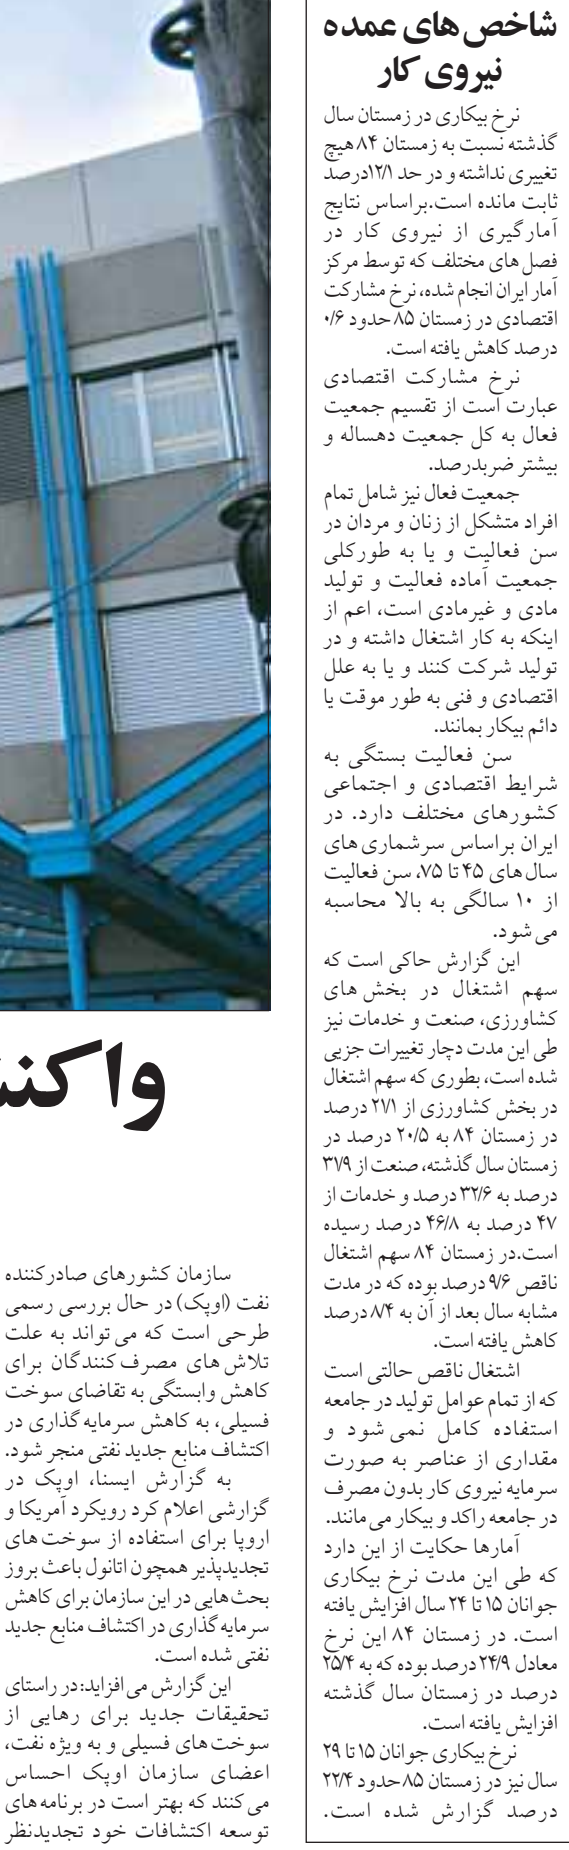 شاخص های عمده
نیروی کار
نرخ بیکاری در زمستان سال
گذشته نسبت به زمستان ۸۴ هیچ
تغییری نداشته و در حد ۱۲/۱درصد
ثابت مانده است.براساس نتایج
آمارگیری از نیروی کار در
فصل های مختلف که توسط مرکز
آمار ایران انجام شده، نرخ مشارکت
اقتصادی در زمستان ۸۵ حدود ۰/۶
درصد کاهش یافته است.
نرخ مشارکت اقتصادی
عبارت است از تقسیم جمعیت
فعال به کل جمعیت دهساله و
بیشتر ضربدرصد.
جمعیت فعال نیز شامل تمام
افراد متشکل از زنان و مردان در
سن فعالیت و یا به طورکلی
جمعیت آماده فعالیت و تولید
مادی و غیرمادی است، اعم از
اینکه به کار اشتغال داشته و در
تولید شرکت کنند و یا به علل
اقتصادی و فنی به طور موقت یا
دائم بیکار بمانند.
سن فعالیت بستگی به
شرایط اقتصادی و اجتماعی
کشورهای مختلف دارد. در
ایران براساس سرشماری های
سال های ۴۵ تا ۷۵، سن فعالیت
از ۱۰ سالگی به بالا محاسبه
می شود.
این گزارش حاکی است که
سهم اشتغال در بخش های
کشاورزی، صنعت و خدمات نیز
طی این مدت دچار تغییرات جزیی
شده است، بطوری که سهم اشتغال
در بخش کشاورزی از ۲۱/۱ درصد
در زمستان ۸۴ به ۲۰/۵ درصد در
زمستان سال گذشته، صنعت از ۳۱/۹
درصد به ۳۲/۶ درصد و خدمات از
۴۷ درصد به ۴۶/۸ درصد رسیده
است.در زمستان ۸۴ سهم اشتغال
ناقص ۹/۶ درصد بوده که در مدت
مشابه سال بعد از آن به ۸/۴ درصد
کاهش یافته است.
اشتغال ناقص حالتی است
که از تمام عوامل تولید در جامعه
استفاده کامل نمی شود و
مقداری از عناصر به صورت
سرمایه نیروی کار بدون مصرف
در جامعه راکد و بیکار می مانند.
آمارها حکایت از این دارد
که طی این مدت نرخ بیکاری
جوانان ۱۵ تا ۲۴ سال افزایش یافته
است. در زمستان ۸۴ این نرخ
معادل ۲۴/۹ درصد بوده که به ۲۵/۴
درصد در زمستان سال گذشته
افزایش یافته است.
نرخ بیکاری جوانان ۱۵ تا ۲۹
سال نیز در زمستان ۸۵ حدود ۲۲/۴
درصد گزارش شده است.
سازمان کشورهای صادرکننده
نفت (اوپک) در حال بررسی رسمی
طرحی است که می تواند به علت
تلاش های مصرف کنندگان برای
کاهش وابستگی به تقاضای سوخت
فسیلی، به کاهش سرمایه گذاری در
اکتشاف منابع جدید نفتی منجر شود.
به گزارش ایسنا، اوپک در
گزارشی اعلام کرد رویکرد آمریکا و
اروپا برای استفاده از سوخت های
تجدیدپذیر همچون اتانول باعث بروز
بحث هایی در این سازمان برای کاهش
سرمایه گذاری در اکتشاف منابع جدید
نفتی شده است.
این گزارش می افزاید: در راستای
تحقیقات جدید برای رهایی از
سوخت های فسیلی و به ویژه نفت،
اعضای سازمان اوپک احساس
می کنند که بهتر است در برنامه های
توسعه اکتشافات خود تجدیدنظر